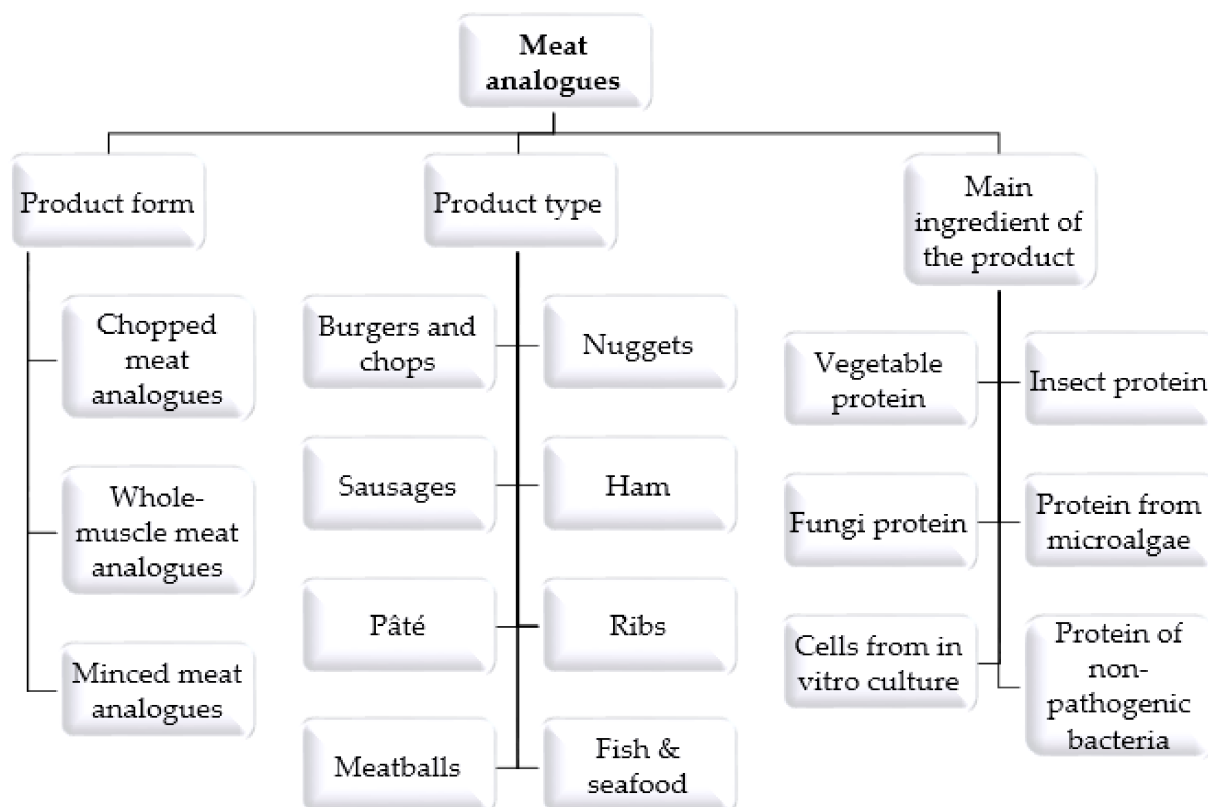 Meat
analogues
Product form
Product type
Main
ingredient of
the product
Chopped
meat
analogues
Whole-
muscle meat
analogues
Minced meat
analogues
Burgers and
chops
Nuggets
Sausages
Ham
Pâté
Ribs
Meatballs
Fish &
seafood
Vegetable
protein
Insect protein
Fungi protein
Protein from
microalgae
Cells from in
vitro culture
Protein of
non-
pathogenic
bacteria